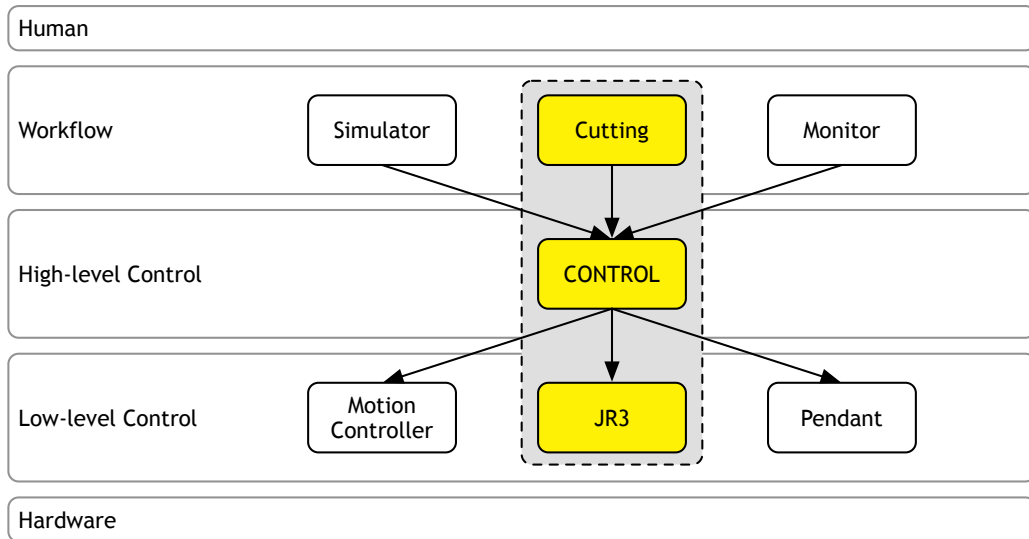 Human
Workflow
Simulator
Cutting
Monitor
High-level Control
CONTROL
Low-level Control
Motion
Controller
JR3
Pendant
Hardware